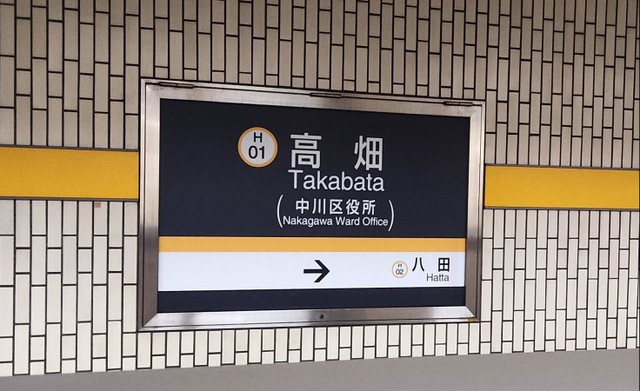 H
01
高畑
Takabata
(中川区役所
Nakagawa Ward Office)
→
H
02
八田
Hatta